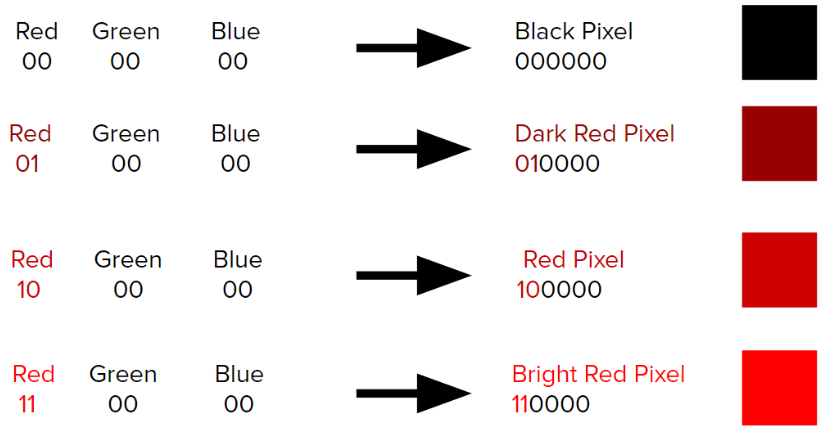 Red Green Blue Black Pixel
00 00 00 000000
Red Green Blue Dark Red Pixel
01 00 00 010000
Red Green Blue Red Pixel
10 00 00 100000
Red Green Blue Bright Red Pixel
11 00 00 110000